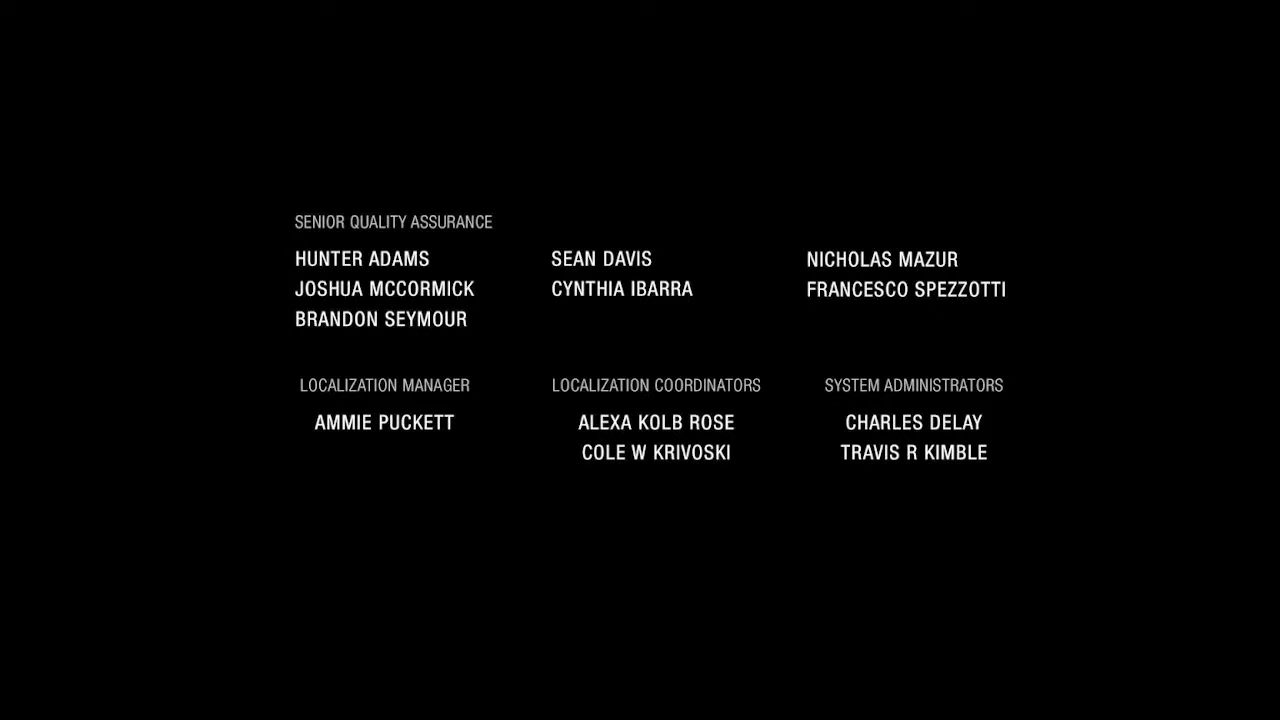 SENIOR QUALITY ASSURANCE
HUNTER ADAMS SEAN DAVIS NICHOLAS MAZUR
JOSHUA MCCORMICK CYNTHIA IBARRA FRANCESCO SPEZZOTTI
BRANDON SEYMOUR
LOCALIZATION MANAGER LOCALIZATION COORDINATORS SYSTEM ADMINISTRATORS
AMMIE PUCKETT ALEXA KOLB ROSE CHARLES DELAY
COLE W KRIVOSKI TRAVIS R KIMBLE